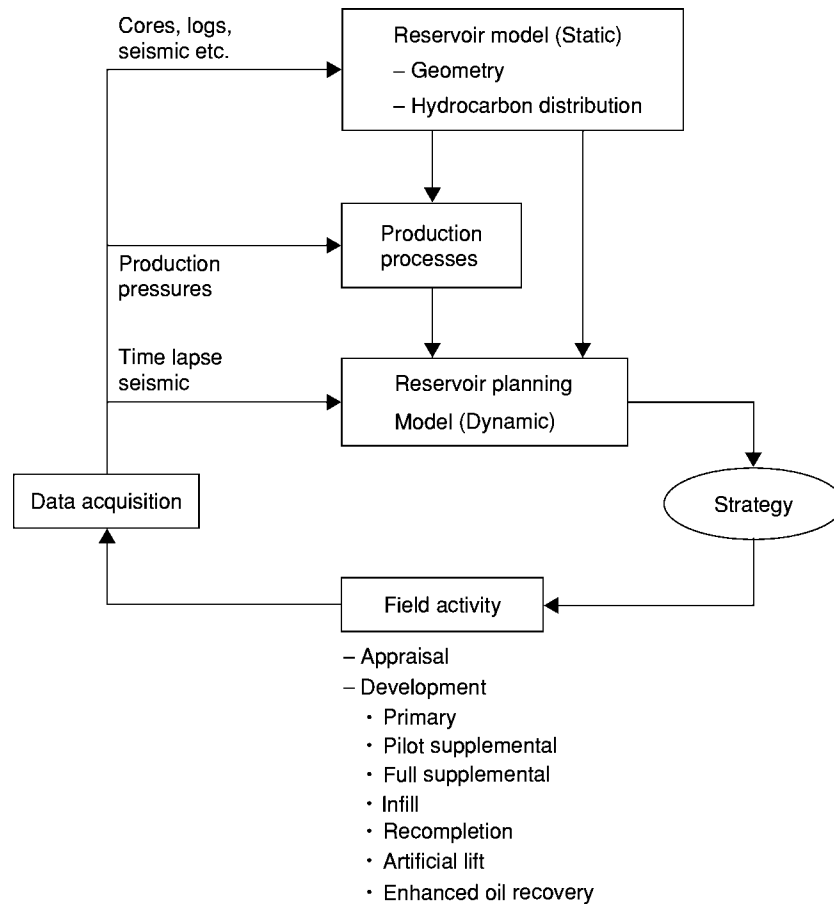 Cores, logs,
seismic etc.
Reservoir model (Static)
– Geometry
– Hydrocarbon distribution
Production
processes
Production
pressures
Time lapse
seismic
Reservoir planning
Model (Dynamic)
Data acquisition
Strategy
Field activity
– Appraisal
– Development
· Primary
· Pilot supplemental
· Full supplemental
· Infill
· Recompletion
· Artificial lift
· Enhanced oil recovery